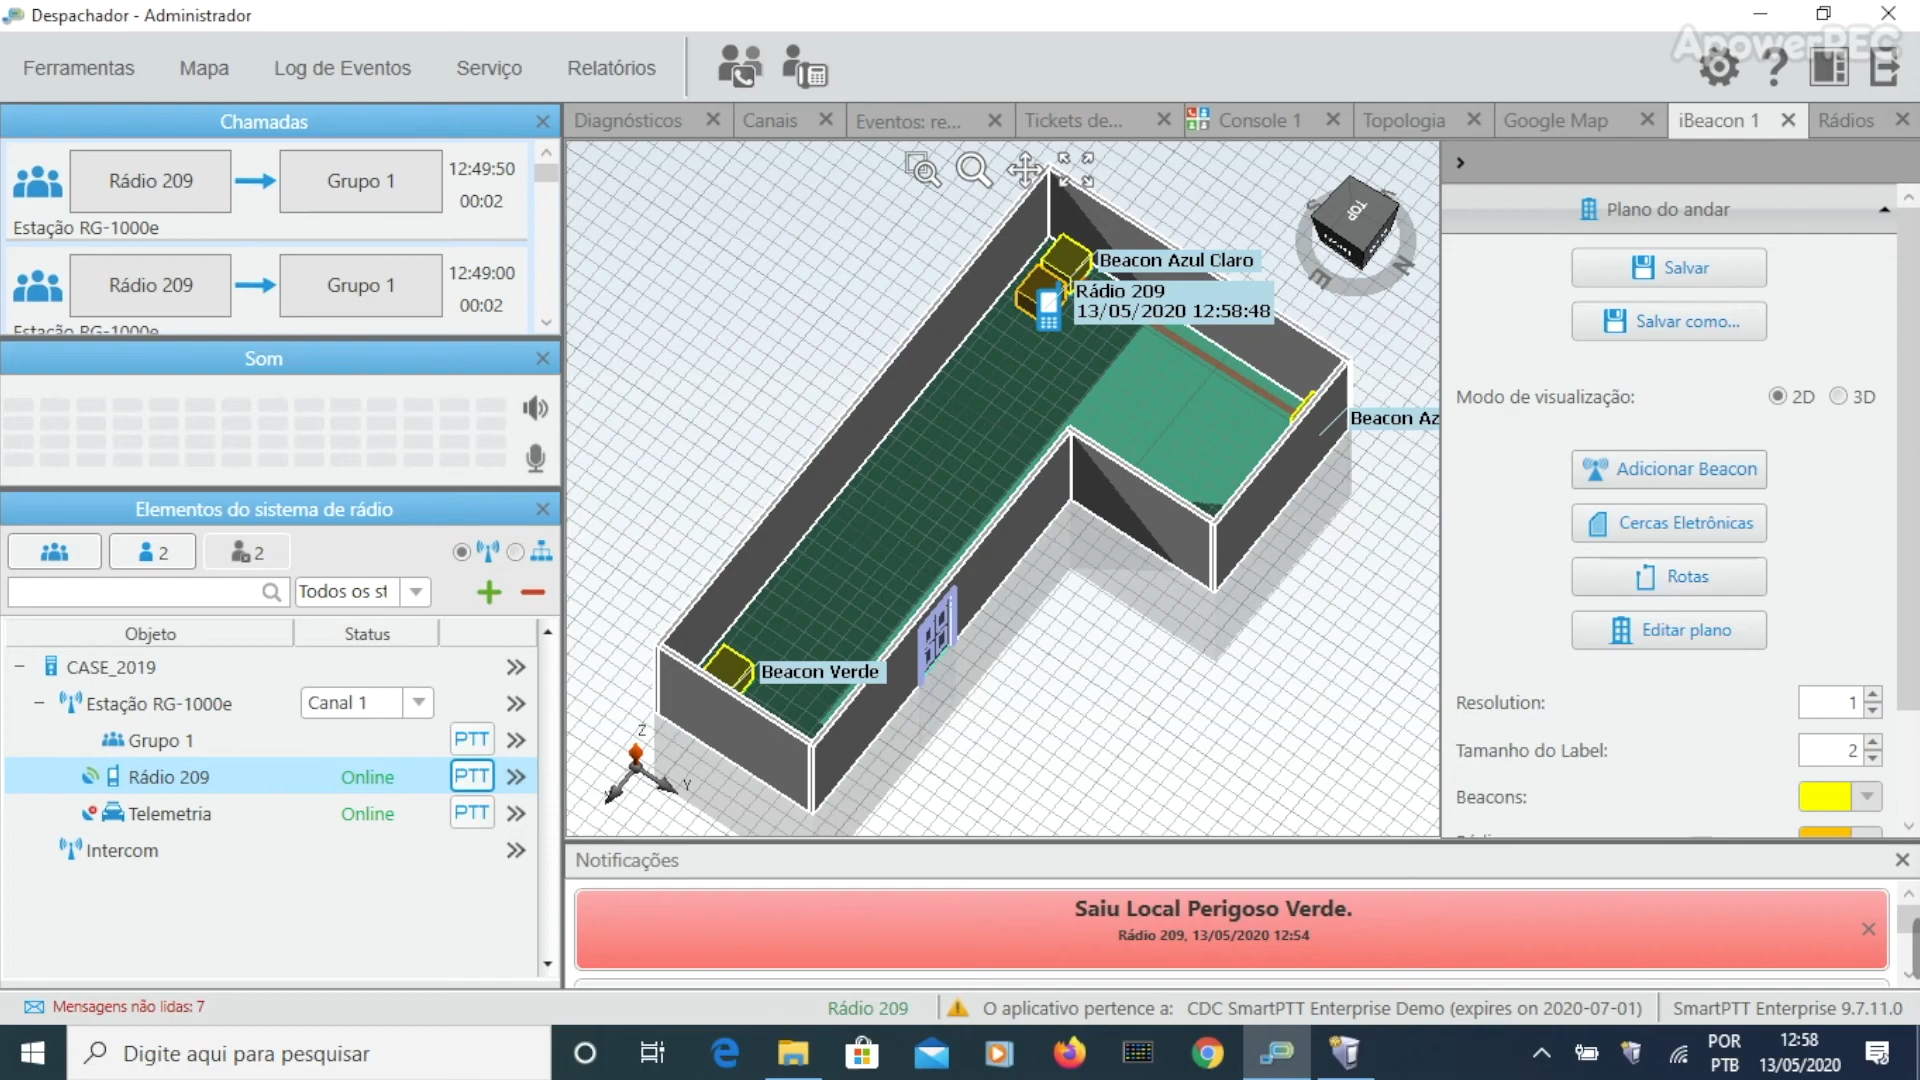 Despachador - Administrador
ApowerREC
Ferramentas
Mapa
Log de Eventos
Serviço
Relatórios
Chamadas
Diagnósticos
Canais
Eventos: re...
Tickets de...
Console 1
Topologia
Google Map
iBeacon 1
Rádios
Rádio 209
Grupo 1
12:49:50
00:02
Estação RG-1000e
Rádio 209
Grupo 1
12:49:00
00:02
Estação RG-1000e
Som
Elementos do sistema de rádio
2
2
Todos os st
Objeto
Status
CASE_2019
Estação RG-1000e
Canal 1
Grupo 1
PTT
Rádio 209
Online
PTT
Telemetria
Online
PTT
Intercom
TOP
N
E
Beacon Azul Claro
Rádio 209
13/05/2020 12:58:48
Beacon Az
Beacon Verde
Z
Y
Plano do andar
Salvar
Salvar como...
Modo de visualização:
2D
3D
Adicionar Beacon
Cercas Eletrônicas
Rotas
Editar plano
Resolution:
1
Tamanho do Label:
2
Beacons:
Notificações
Saiu Local Perigoso Verde.
Rádio 209, 13/05/2020 12:54
Mensagens não lidas: 7
Rádio 209
O aplicativo pertence a:
CDC SmartPTT Enterprise Demo (expires on 2020-07-01)
SmartPTT Enterprise 9.7.11.0
Digite aqui para pesquisar
POR
PTB
12:58
13/05/2020